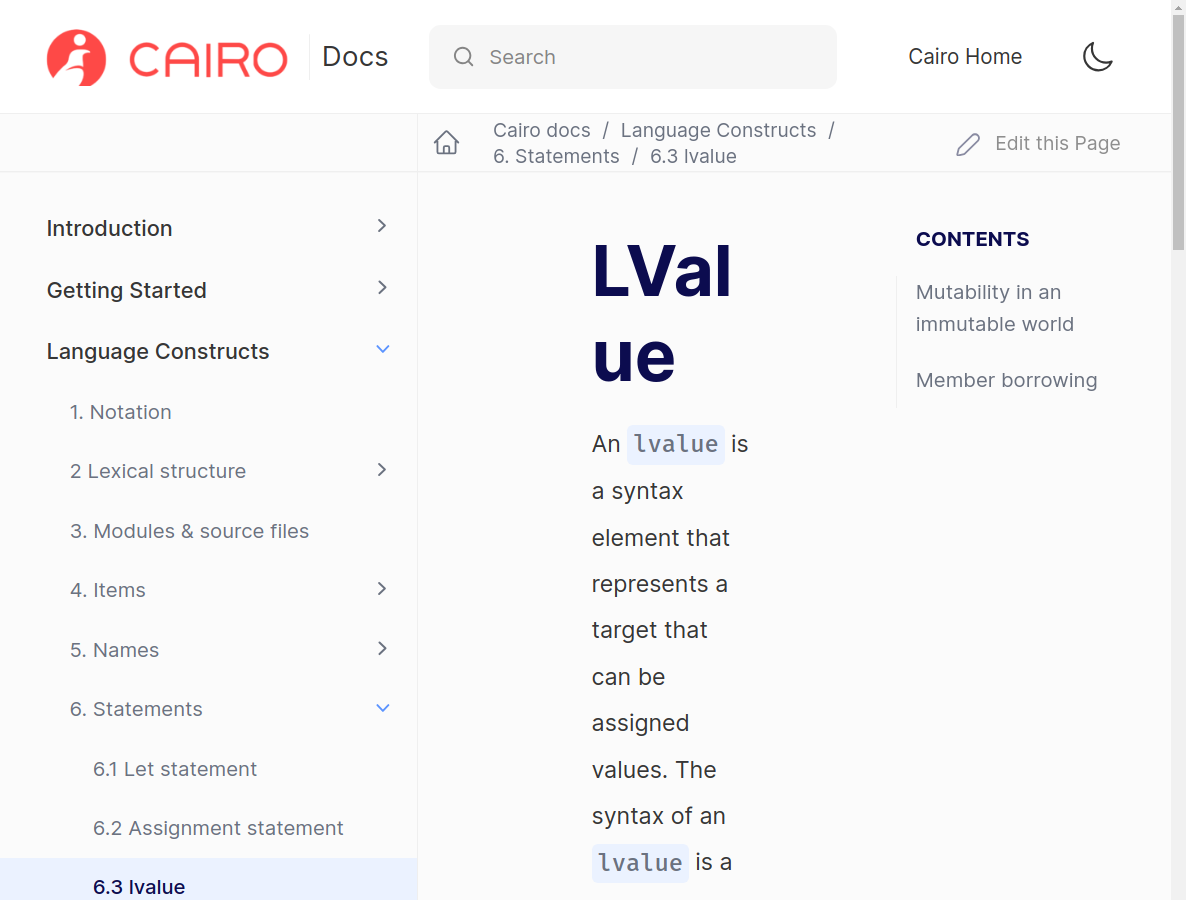 CAIRO Docs
Search
Cairo Home
Cairo docs / Language Constructs /
6. Statements / 6.3 lvalue
Edit this Page
Introduction
Getting Started
Language Constructs
1. Notation
2 Lexical structure
3. Modules & source files
4. Items
5. Names
6. Statements
6.1 Let statement
6.2 Assignment statement
6.3 lvalue
LVal
ue
An lvalue is
a syntax
element that
represents a
target that
can be
assigned
values. The
syntax of an
lvalue is a
CONTENTS
Mutability in an
immutable world
Member borrowing